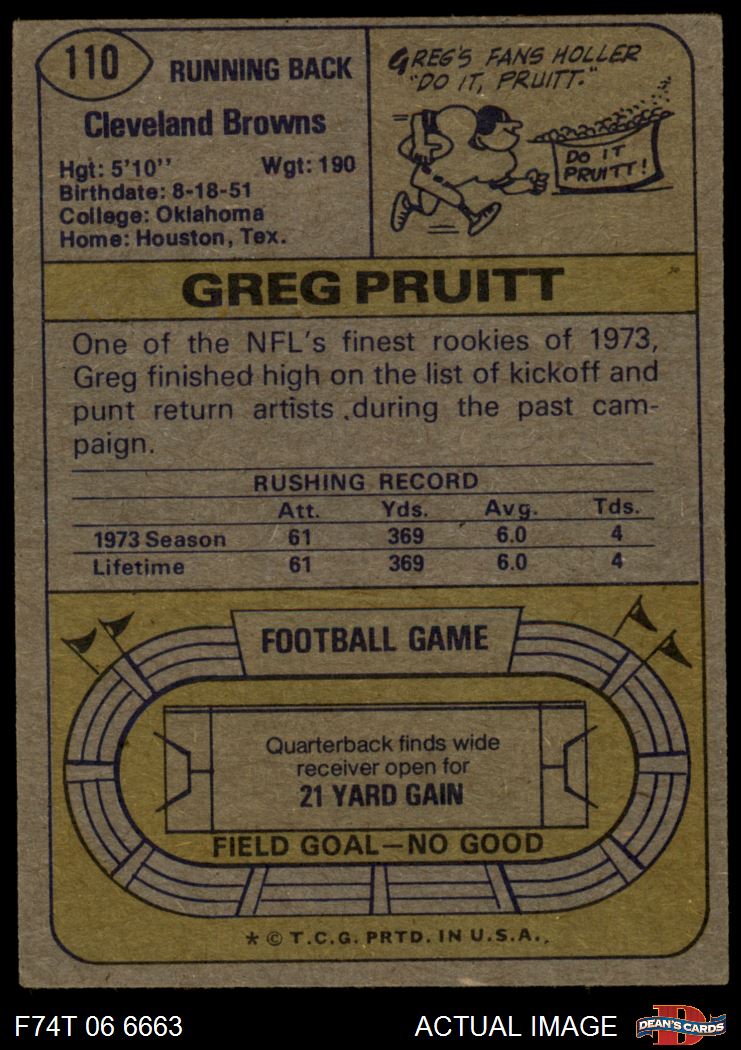 110
RUNNING BACK
Cleveland Browns
Hgt: 5'10'' Wgt: 190
Birthdate: 8-18-51
College: Oklahoma
Home: Houston, Tex.
GREG'S FANS HOLLER
"DO IT, PRUITT."
DO IT
PRUITT!
GREG PRUITT
One of the NFL's finest rookies of 1973,
Greg finished high on the list of kickoff and
punt return artists during the past cam-
paign.
RUSHING RECORD
Att. Yds. Avg. Tds.
1973 Season 61 369 6.0 4
Lifetime 61 369 6.0 4
FOOTBALL GAME
Quarterback finds wide
receiver open for
21 YARD GAIN
FIELD GOAL—NO GOOD
* © T.C.G. PRTD. IN U.S.A.
F74T 06 6663 ACTUAL IMAGE
D
DEAN'S CARDS